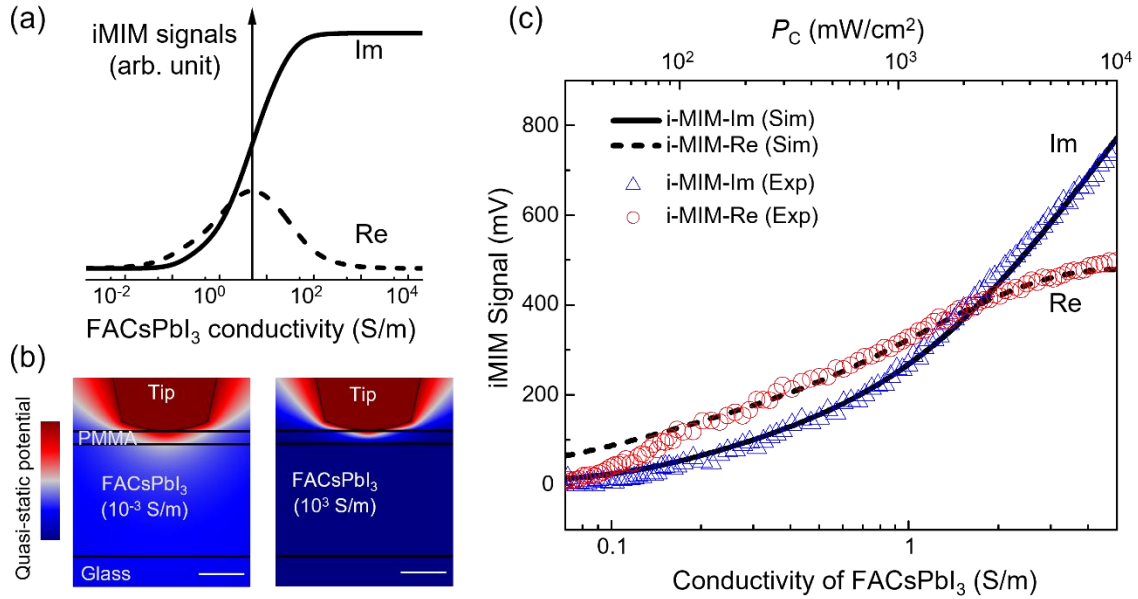 (a)
iMIM signals
(arb. unit)
Im
Re
10⁻² 10⁰ 10² 10⁴
FACsPbI₃ conductivity (S/m)
(b)
Quasi-static potential
Tip
PMMA
FACsPbI₃
(10⁻³ S/m)
Glass
Tip
FACsPbI₃
(10³ S/m)
(c)
P_C (mW/cm²)
10² 10³ 10⁴
i-MIM-Im (Sim)
i-MIM-Re (Sim)
i-MIM-Im (Exp)
i-MIM-Re (Exp)
Im
Re
iMIM Signal (mV)
800
600
400
200
0
0.1 1
Conductivity of FACsPbI₃ (S/m)